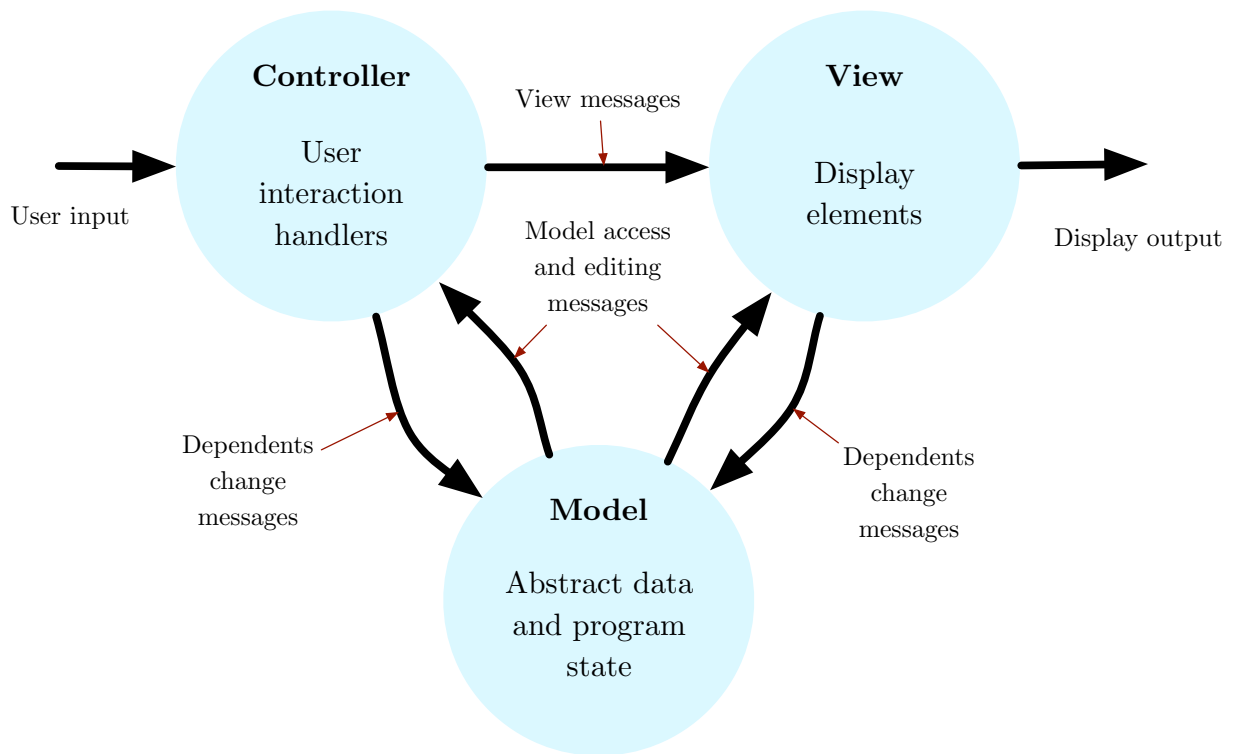 Controller
User
interaction
handlers
View messages
View
Display
elements
User input
Display output
Model access
and editing
messages
Dependents
change
messages
Dependents
change
messages
Model
Abstract data
and program
state